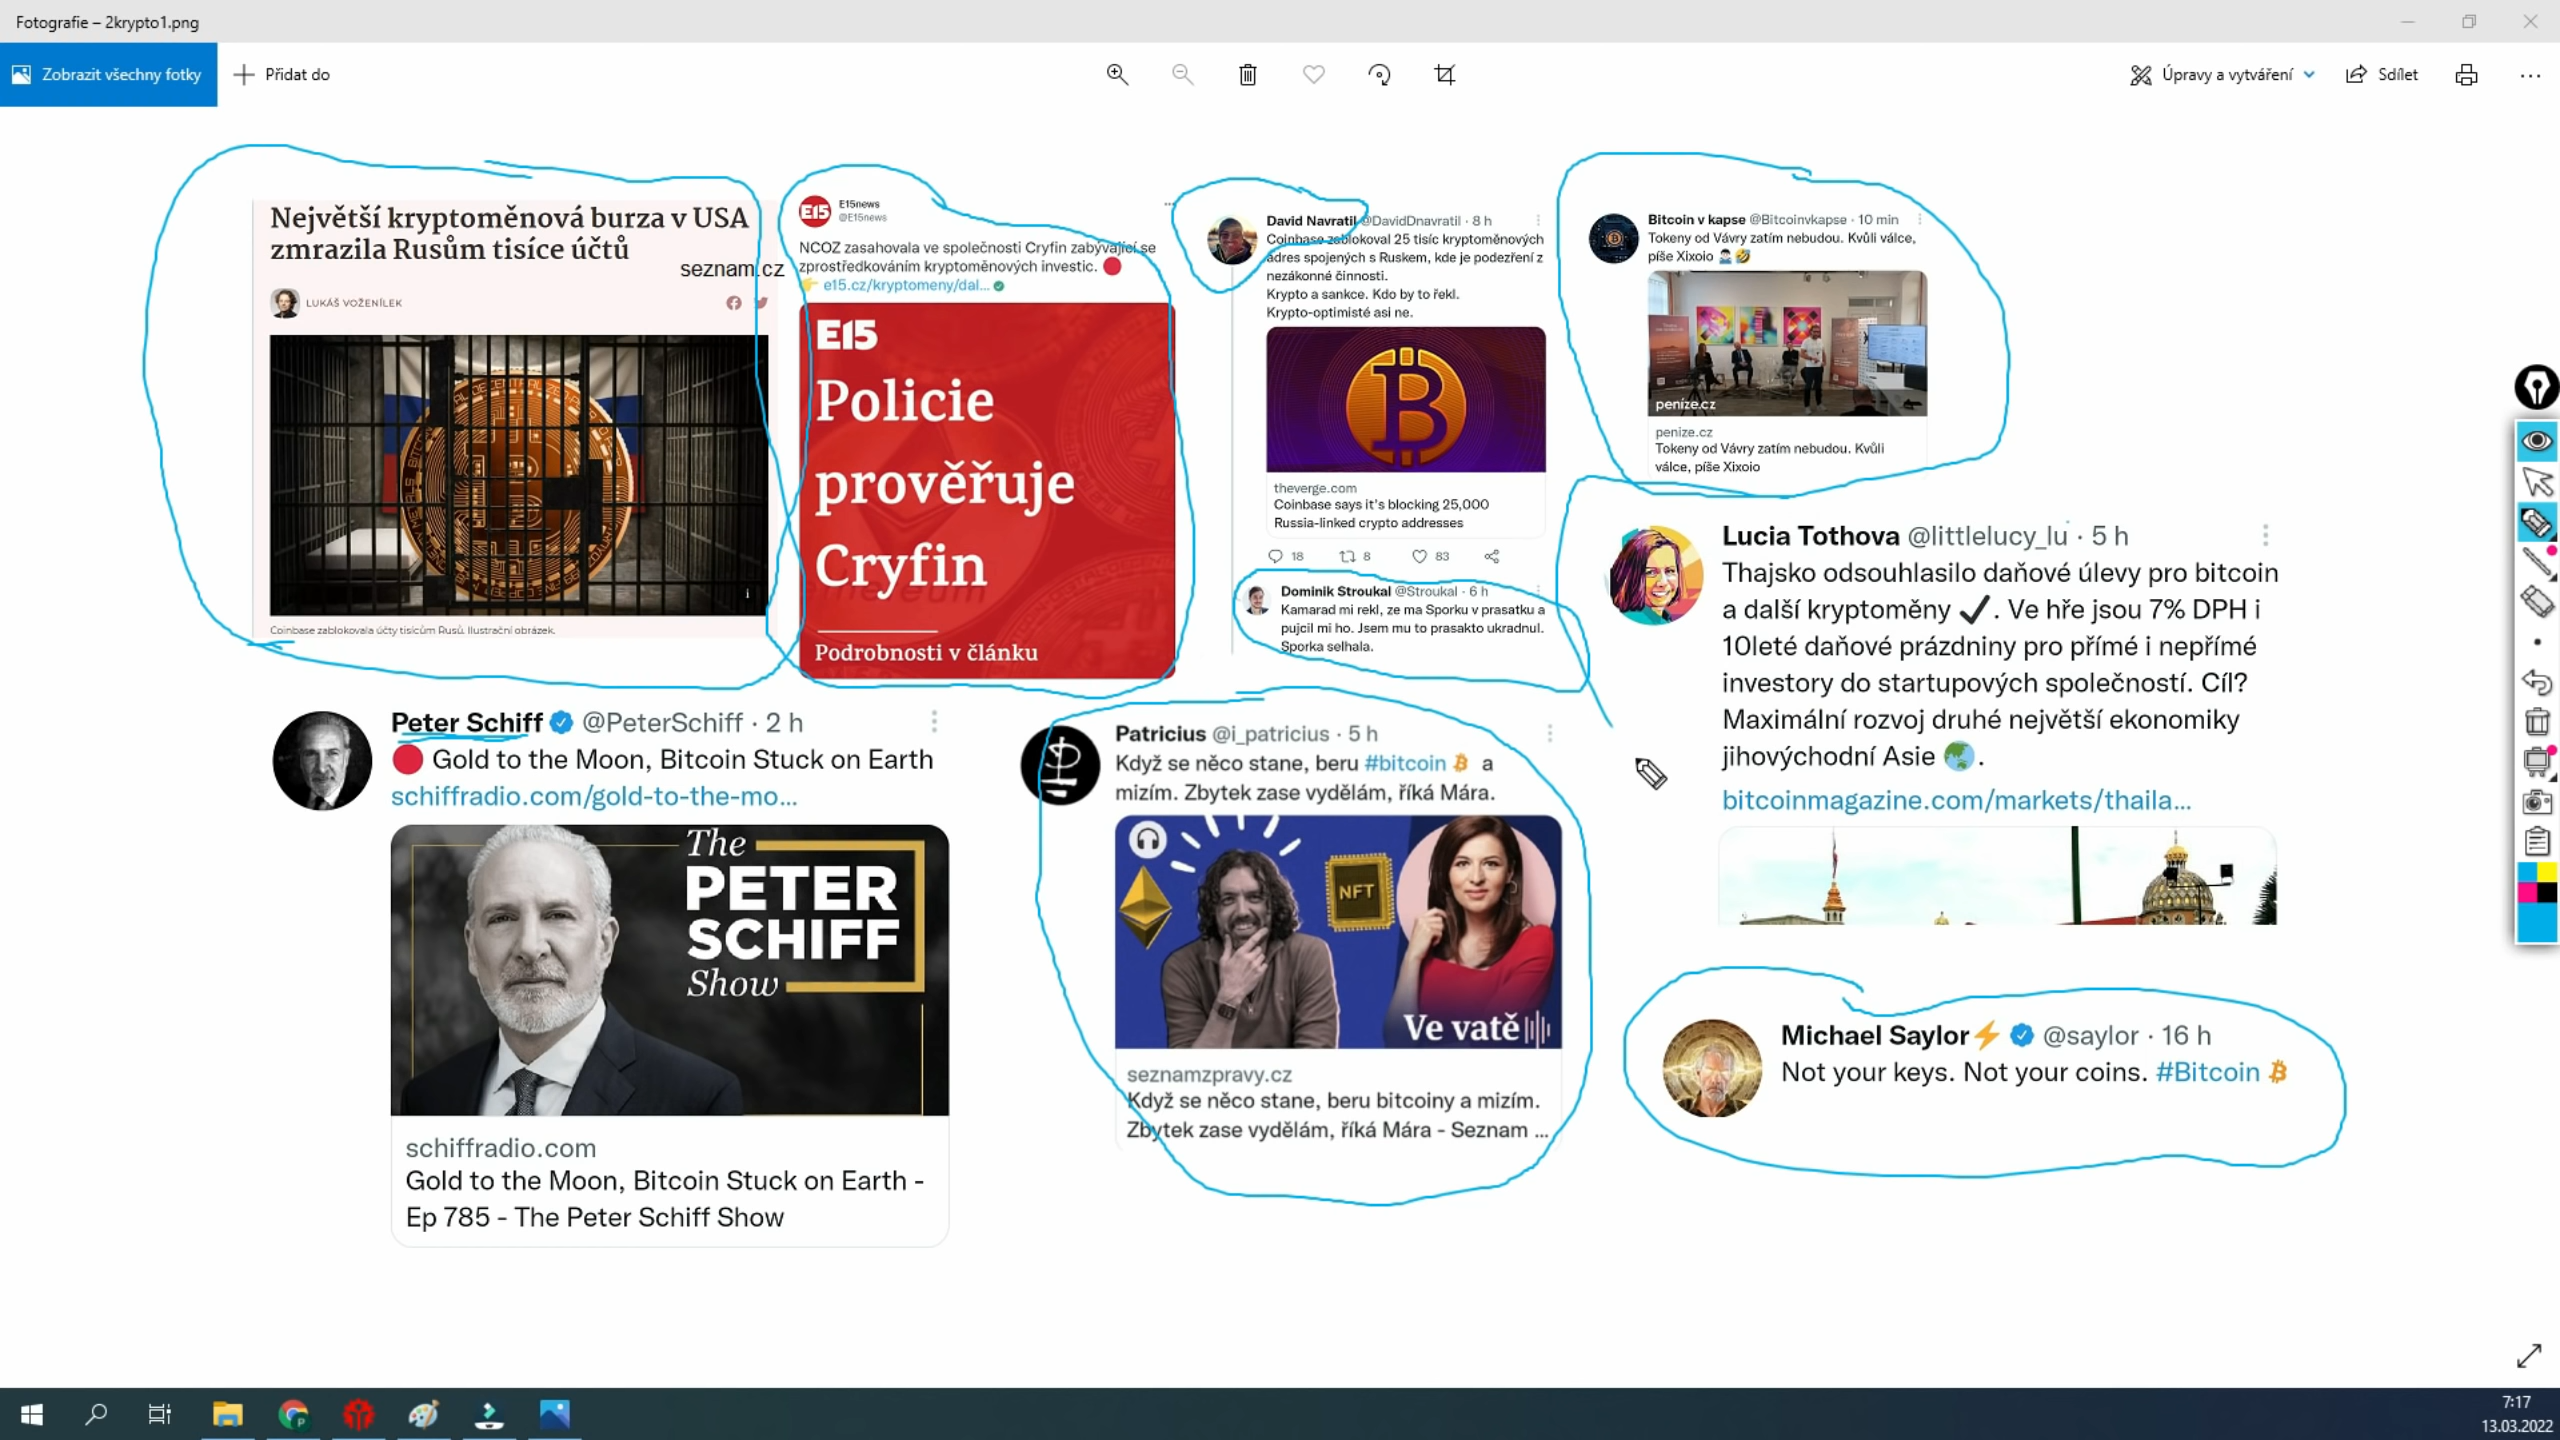 Fotografie – 2krypto1.png
Zobrazit všechny fotky
Přidat do
Úpravy a vytváření
Sdílet
Největší kryptoměnová burza v USA
zmrazila Rusům tisíce účtů
seznam.cz
LUKÁŠ VOŽENÍLEK
Coinbase zablokovala účty tisícům Rusů. Ilustrační obrázek.
E15
E15news
@E15news
NCOZ zasahovala ve společnosti Cryfin zabývající se
zprostředkováním kryptoměnových investic. 🔴
👉 e15.cz/kryptomeny/dal...
E15
Policie
prověřuje
Cryfin
Podrobnosti v článku
David Navratil @DavidDnavratil · 8 h
Coinbase zablokoval 25 tisíc kryptoměnových
adres spojených s Ruskem, kde je podezření z
nezákonné činnosti.
Krypto a sankce. Kdo by to řekl.
Krypto-optimisté asi ne.
theverge.com
Coinbase says it's blocking 25,000
Russia-linked crypto addresses
18 8 83
Dominik Stroukal @Stroukal · 6 h
Kamarad mi rekl, ze ma Sporku v prasatku a
pujcil mi ho. Jsem mu to prasakto ukradnul.
Sporka selhala.
Bitcoin v kapse @Bitcoinvkapse · 10 min
Tokeny od Vávry zatím nebudou. Kvůli válce,
píše Xixoio 🤦🏻‍♂️🤣
peníze.cz
penize.cz
Tokeny od Vávry zatím nebudou. Kvůli
válce, píše Xixoio
Lucia Tothova @littlelucy_lu · 5 h
Thajsko odsouhlasilo daňové úlevy pro bitcoin
a další kryptoměny ✔️. Ve hře jsou 7% DPH i
10leté daňové prázdniny pro přímé i nepřímé
investory do startupových společností. Cíl?
Maximální rozvoj druhé největší ekonomiky
jihovýchodní Asie 🌏.
bitcoinmagazine.com/markets/thaila...
Peter Schiff @PeterSchiff · 2 h
🔴 Gold to the Moon, Bitcoin Stuck on Earth
schiffradio.com/gold-to-the-mo...
The
PETER
SCHIFF
Show
schiffradio.com
Gold to the Moon, Bitcoin Stuck on Earth -
Ep 785 - The Peter Schiff Show
Patricius @i_patricius · 5 h
Když se něco stane, beru #bitcoin a
mizím. Zbytek zase vydělám, říká Mára.
NFT
Ve vatě
seznamzpravy.cz
Když se něco stane, beru bitcoiny a mizím.
Zbytek zase vydělám, říká Mára - Seznam ...
Michael Saylor⚡ @saylor · 16 h
Not your keys. Not your coins. #Bitcoin
7:17
13.03.2022